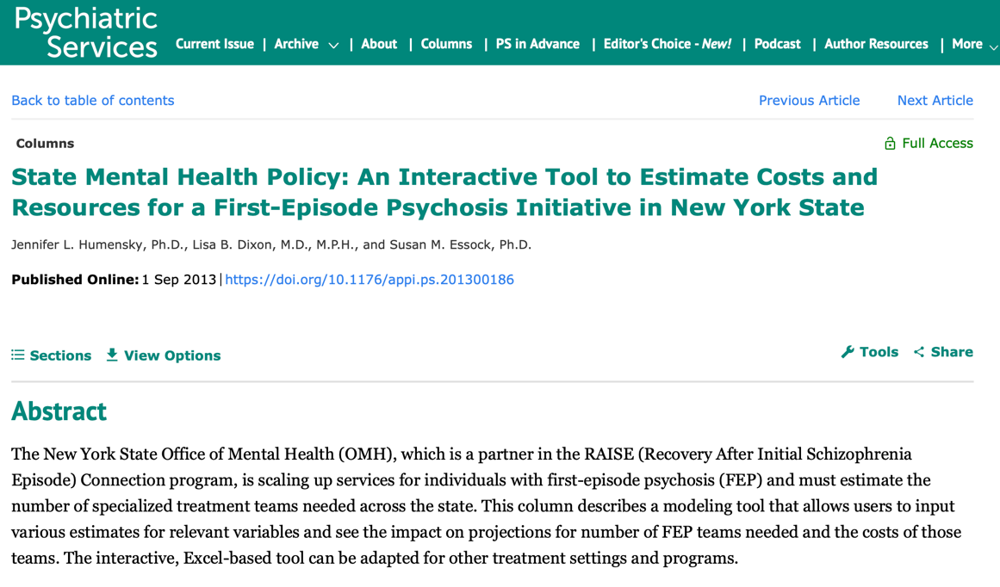 Psychiatric
Services
Current Issue | Archive | About | Columns | PS in Advance | Editor's Choice - New! | Podcast | Author Resources | More
Back to table of contents
Previous Article
Next Article
Columns
Full Access
State Mental Health Policy: An Interactive Tool to Estimate Costs and
Resources for a First-Episode Psychosis Initiative in New York State
Jennifer L. Humensky, Ph.D., Lisa B. Dixon, M.D., M.P.H., and Susan M. Essock, Ph.D.
Published Online: 1 Sep 2013 | https://doi.org/10.1176/appi.ps.201300186
Sections
View Options
Tools
Share
Abstract
The New York State Office of Mental Health (OMH), which is a partner in the RAISE (Recovery After Initial Schizophrenia
Episode) Connection program, is scaling up services for individuals with first-episode psychosis (FEP) and must estimate the
number of specialized treatment teams needed across the state. This column describes a modeling tool that allows users to input
various estimates for relevant variables and see the impact on projections for number of FEP teams needed and the costs of those
teams. The interactive, Excel-based tool can be adapted for other treatment settings and programs.